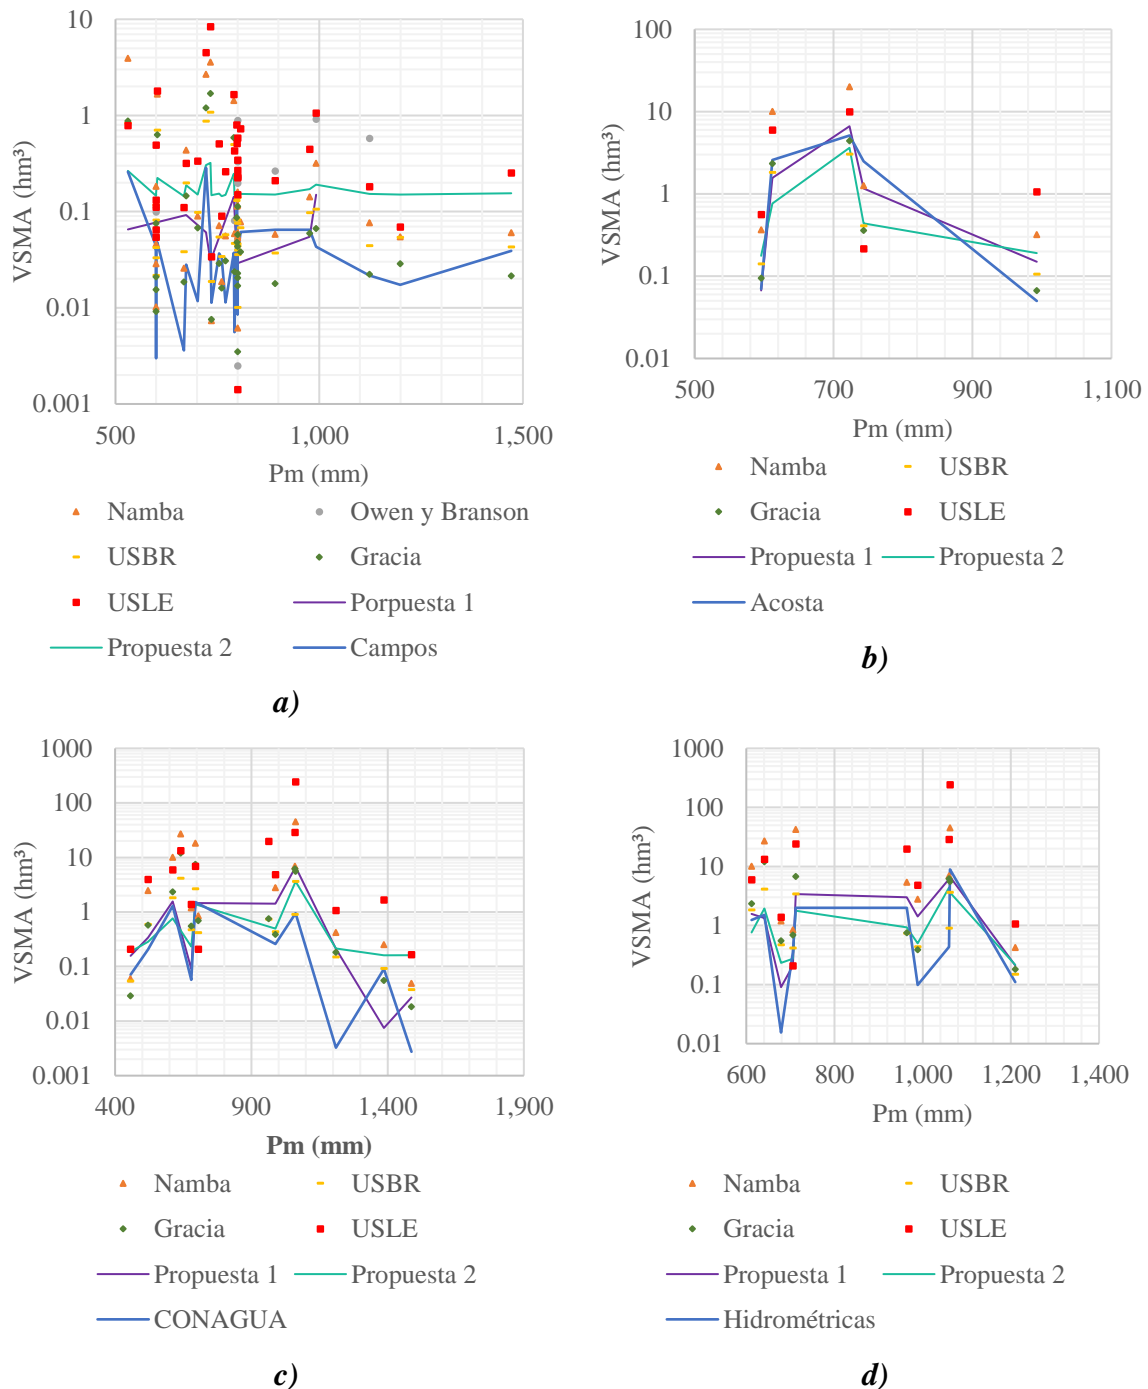 10
1
0.1
0.01
0.001
VSMA (hm³)
500
1,000
1,500
Pm (mm)
Namba
Owen y Branson
USBR
Gracia
USLE
Porpuesta 1
Propuesta 2
Campos
a)
100
10
1
0.1
0.01
VSMA (hm³)
500
700
900
1,100
Pm (mm)
Namba
USBR
Gracia
USLE
Propuesta 1
Propuesta 2
Acosta
b)
1000
100
10
1
0.1
0.01
0.001
VSMA (hm³)
400
900
1,400
1,900
Pm (mm)
Namba
USBR
Gracia
USLE
Propuesta 1
Propuesta 2
CONAGUA
c)
1000
100
10
1
0.1
0.01
VSMA (hm³)
600
800
1,000
1,200
1,400
Pm (mm)
Namba
USBR
Gracia
USLE
Propuesta 1
Propuesta 2
Hidrométricas
d)